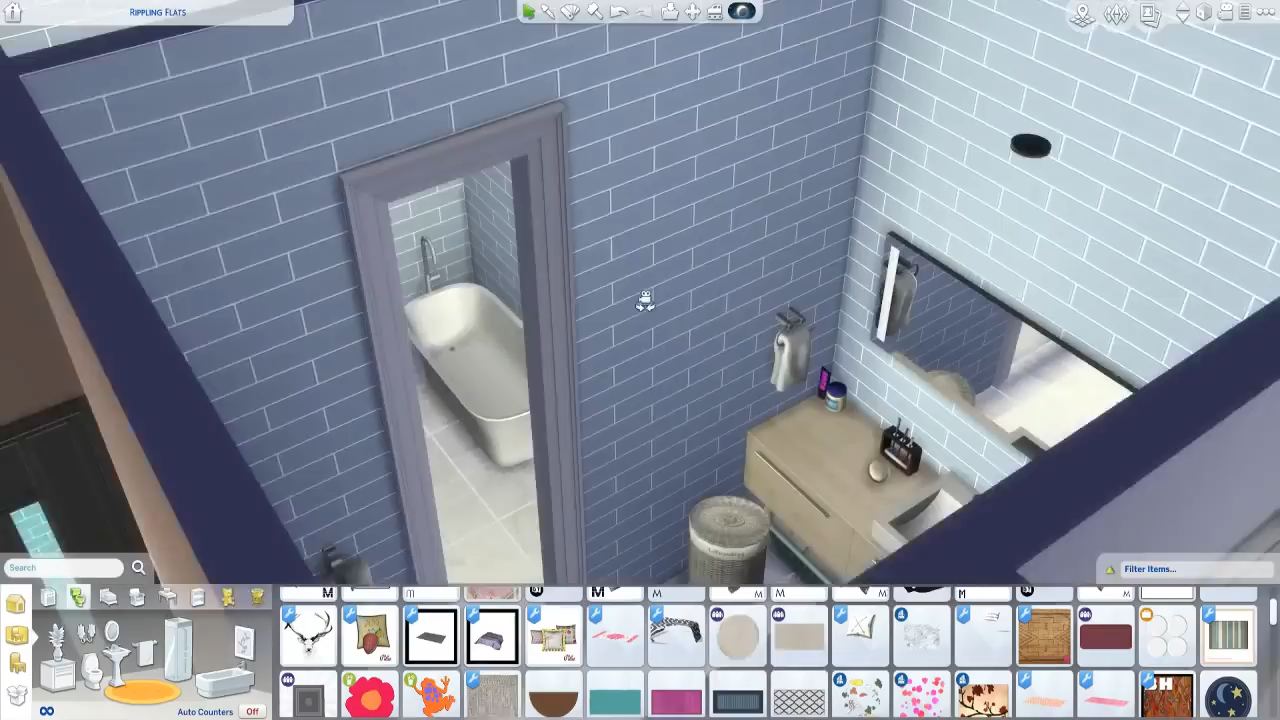 RIPPLING FLATS
Search
Filter Items...
Auto Counters
Off